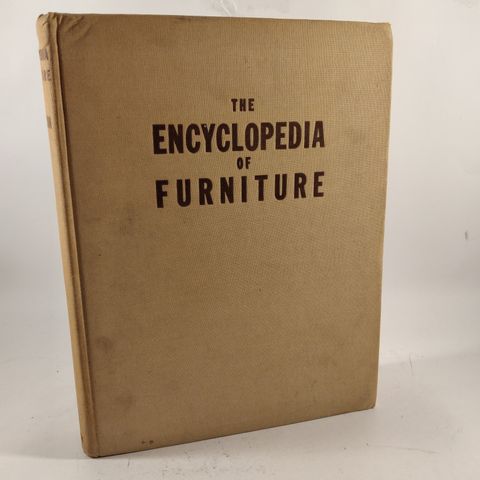 THE
ENCYCLOPEDIA
OF
FURNITURE